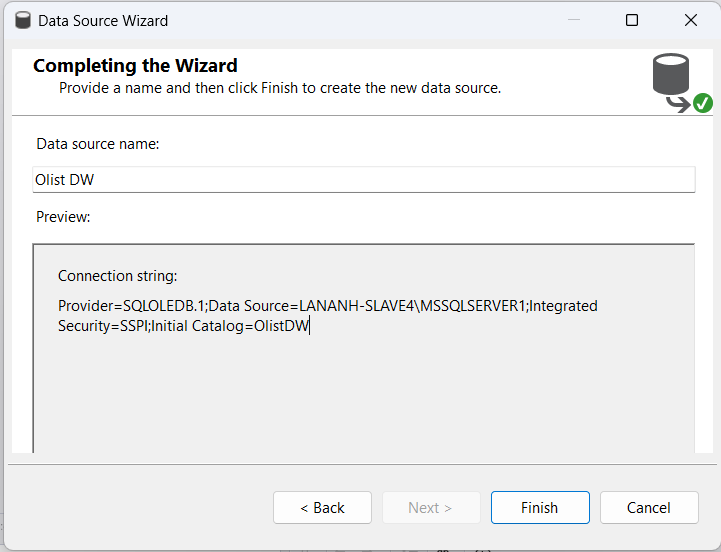 Data Source Wizard
Completing the Wizard
Provide a name and then click Finish to create the new data source.
Data source name:
Olist DW
Preview:
Connection string:
Provider=SQLOLEDB.1;Data Source=LANANH-SLAVE4\MSSQLSERVER1;Integrated
Security=SSPI;Initial Catalog=OlistDW
< Back
Next >
Finish
Cancel